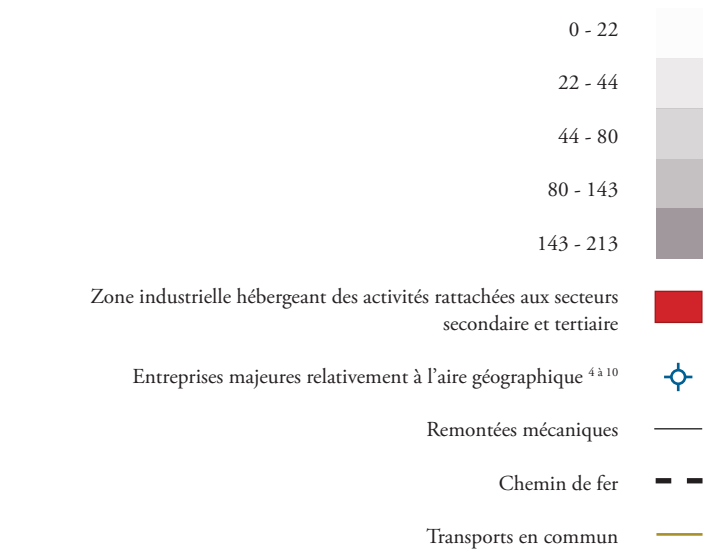 0 - 22
22 - 44
44 - 80
80 - 143
143 - 213
Zone industrielle hébergeant des activités rattachées aux secteurs
secondaire et tertiaire
Entreprises majeures relativement à l’aire géographique 4 à 10
Remontées mécaniques
Chemin de fer
Transports en commun